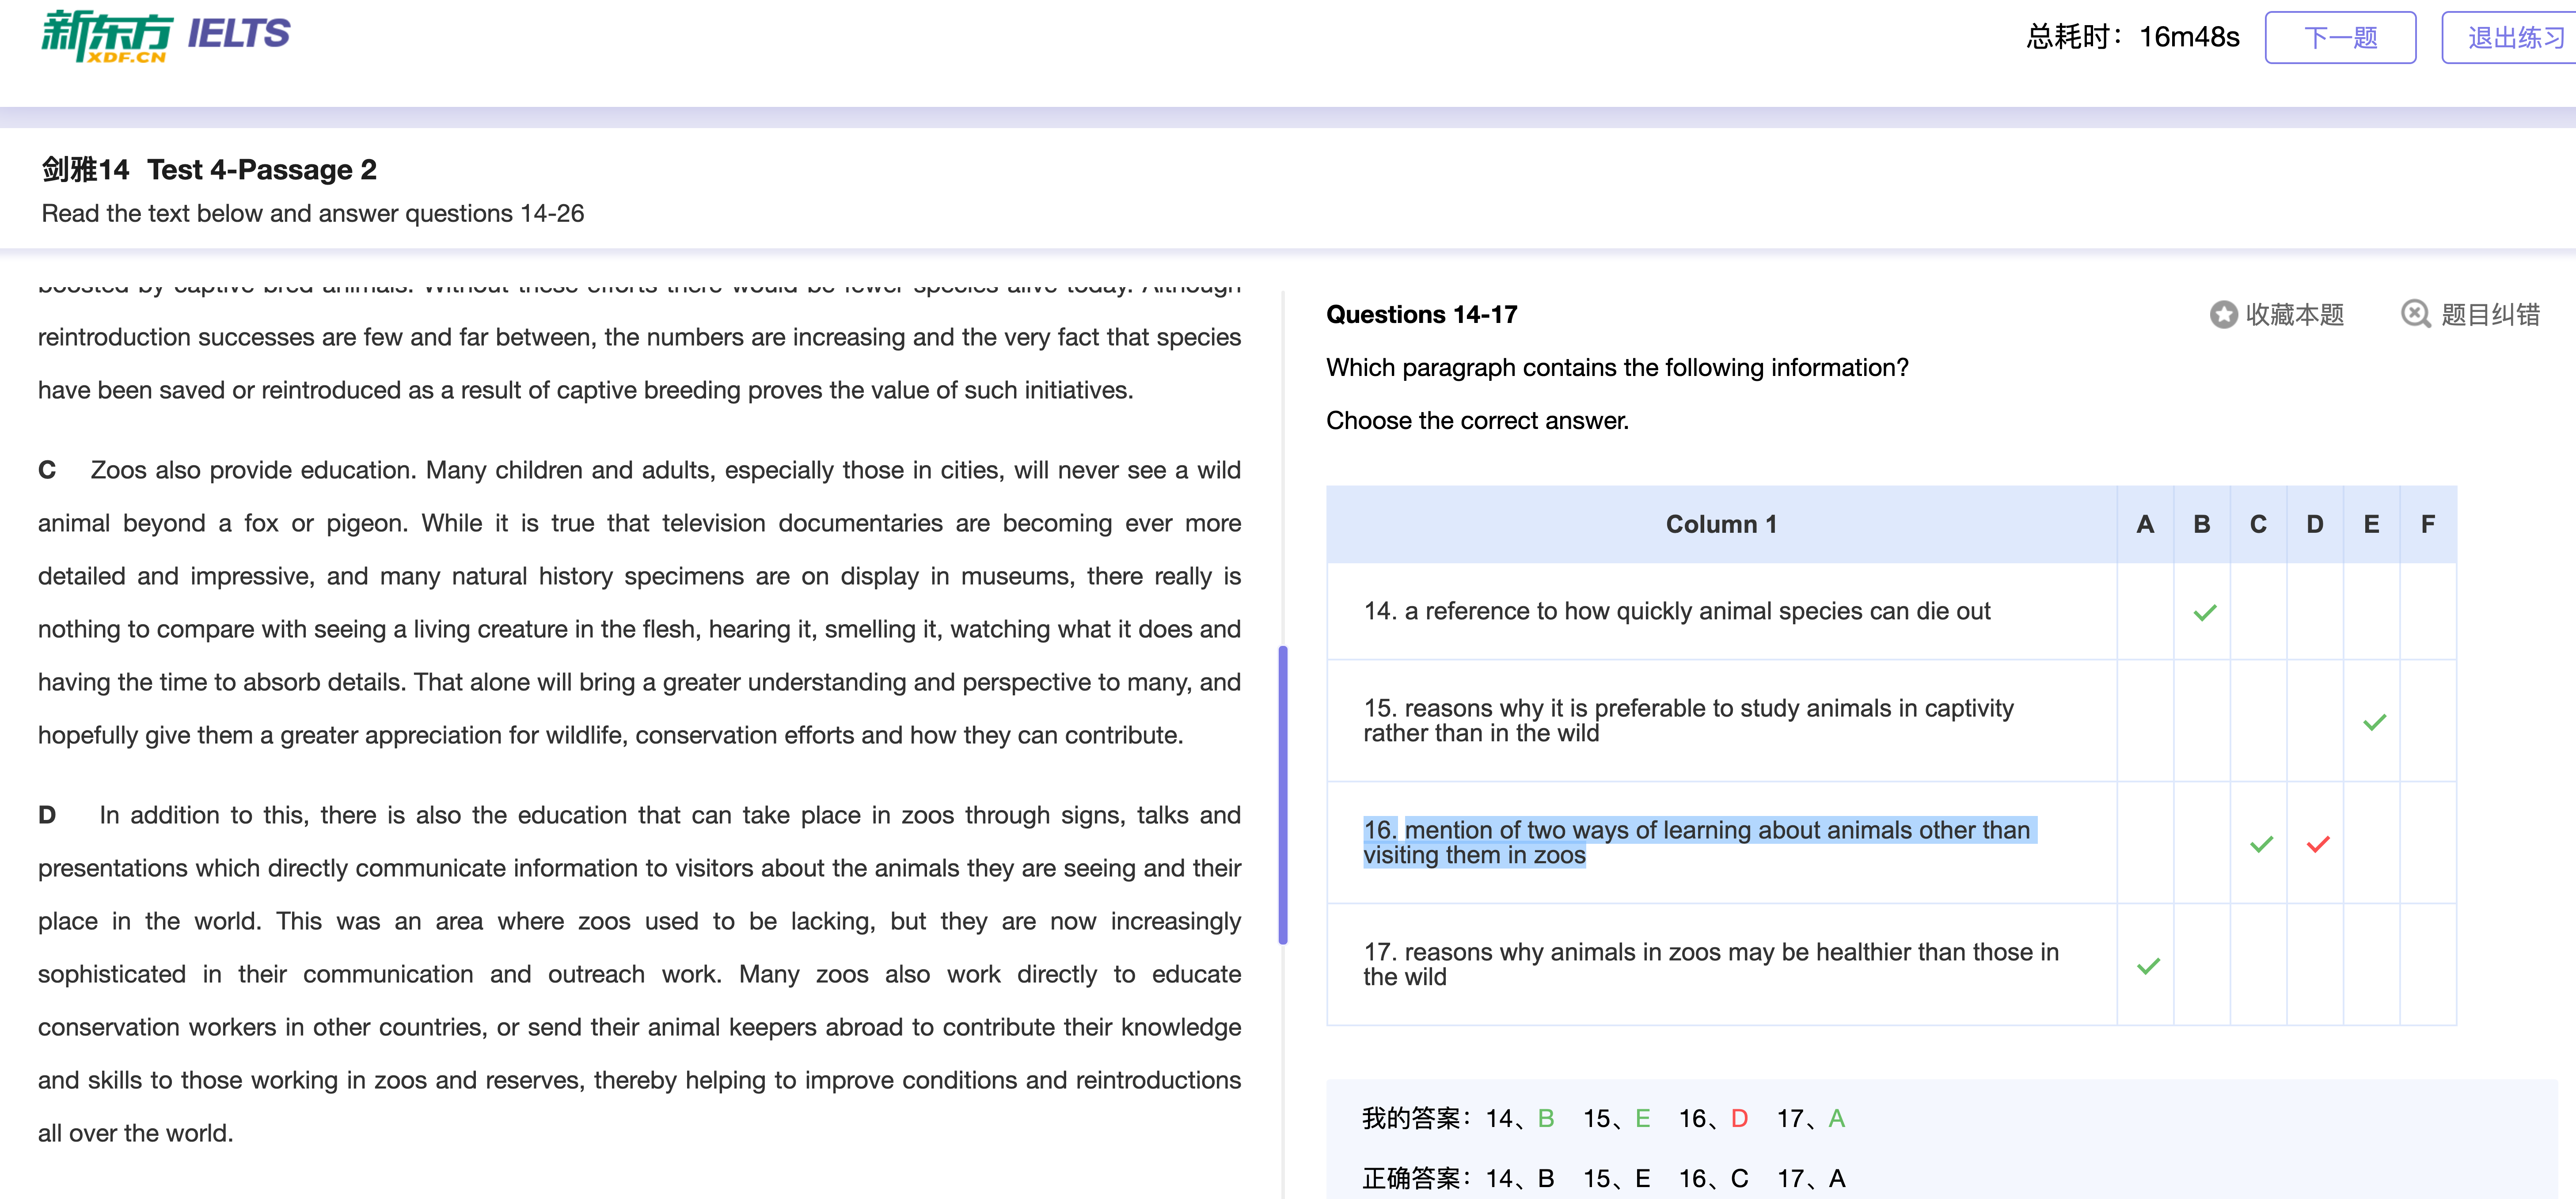 新东方 XDF.CN IELTS
总耗时：16m48s 下一题 退出练习
剑雅14 Test 4-Passage 2
Read the text below and answer questions 14-26
boosted by captive bred animals. Without these efforts there would be fewer species alive today. Although
reintroduction successes are few and far between, the numbers are increasing and the very fact that species
have been saved or reintroduced as a result of captive breeding proves the value of such initiatives.
C Zoos also provide education. Many children and adults, especially those in cities, will never see a wild
animal beyond a fox or pigeon. While it is true that television documentaries are becoming ever more
detailed and impressive, and many natural history specimens are on display in museums, there really is
nothing to compare with seeing a living creature in the flesh, hearing it, smelling it, watching what it does and
having the time to absorb details. That alone will bring a greater understanding and perspective to many, and
hopefully give them a greater appreciation for wildlife, conservation efforts and how they can contribute.
D In addition to this, there is also the education that can take place in zoos through signs, talks and
presentations which directly communicate information to visitors about the animals they are seeing and their
place in the world. This was an area where zoos used to be lacking, but they are now increasingly
sophisticated in their communication and outreach work. Many zoos also work directly to educate
conservation workers in other countries, or send their animal keepers abroad to contribute their knowledge
and skills to those working in zoos and reserves, thereby helping to improve conditions and reintroductions
all over the world.
Questions 14-17
收藏本题 题目纠错
Which paragraph contains the following information?
Choose the correct answer.
Column 1 A B C D E F
14. a reference to how quickly animal species can die out
15. reasons why it is preferable to study animals in captivity
rather than in the wild
16. mention of two ways of learning about animals other than
visiting them in zoos
17. reasons why animals in zoos may be healthier than those in
the wild
我的答案：14、B 15、E 16、D 17、A
正确答案：14、B 15、E 16、C 17、A